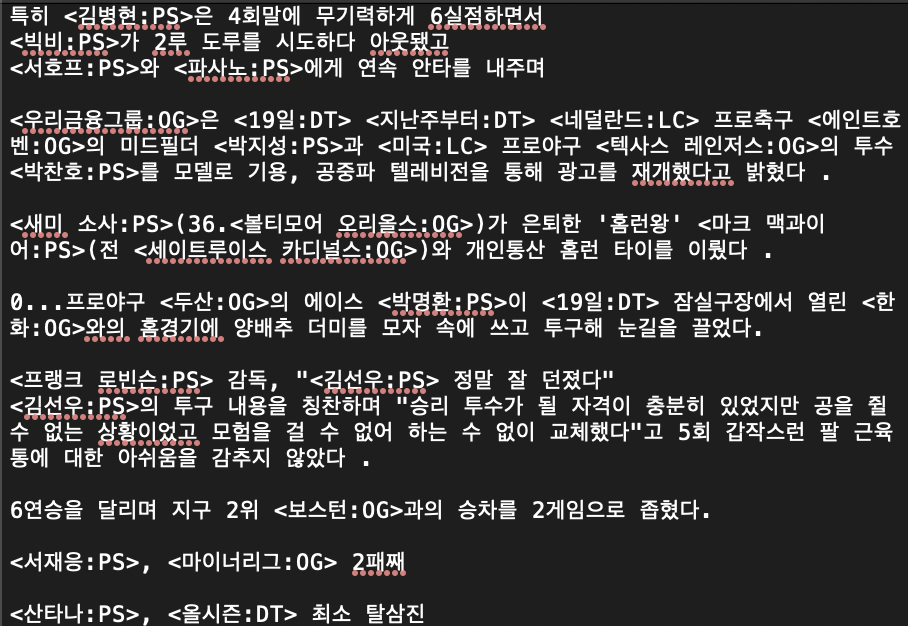 특히 <김병현:PS>은 4회말에 무기력하게 6실점하면서
<빅비:PS>가 2루 도루를 시도하다 아웃됐고
<서호프:PS>와 <파사노:PS>에게 연속 안타를 내주며
<우리금융그룹:OG>은 <19일:DT> <지난주부터:DT> <네덜란드:LC> 프로축구 <에인트호
벤:OG>의 미드필더 <박지성:PS>과 <미국:LC> 프로야구 <텍사스 레인저스:OG>의 투수
<박찬호:PS>를 모델로 기용, 공중파 텔레비전을 통해 광고를 재개했다고 밝혔다 .
<새미 소사:PS>(36.<볼티모어 오리올스:OG>)가 은퇴한 '홈런왕' <마크 맥과이
어:PS>(전 <세이트루이스 카디널스:OG>)와 개인통산 홈런 타이를 이뤘다 .
0...프로야구 <두산:OG>의 에이스 <박명환:PS>이 <19일:DT> 잠실구장에서 열린 <한
화:OG>와의 홈경기에 양배추 더미를 모자 속에 쓰고 투구해 눈길을 끌었다.
<프랭크 로빈슨:PS> 감독, "<김선우:PS> 정말 잘 던졌다"
<김선우:PS>의 투구 내용을 칭찬하며 "승리 투수가 될 자격이 충분히 있었지만 공을 쥘
수 없는 상황이었고 모험을 걸 수 없어 하는 수 없이 교체했다"고 5회 갑작스런 팔 근육
통에 대한 아쉬움을 감추지 않았다 .
6연승을 달리며 지구 2위 <보스턴:OG>과의 승차를 2게임으로 좁혔다.
<서재응:PS>, <마이너리그:OG> 2패째
<산타나:PS>, <올시즌:DT> 최소 탈삼진